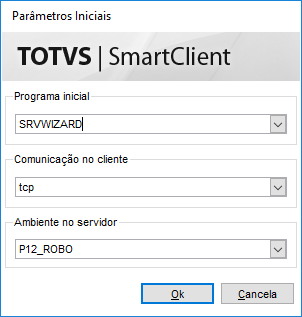 Parâmetros Iniciais
TOTVS | SmartClient
Programa inicial
SRVWIZARD
Comunicação no cliente
tcp
Ambiente no servidor
P12_ROBO
Ok
Cancela